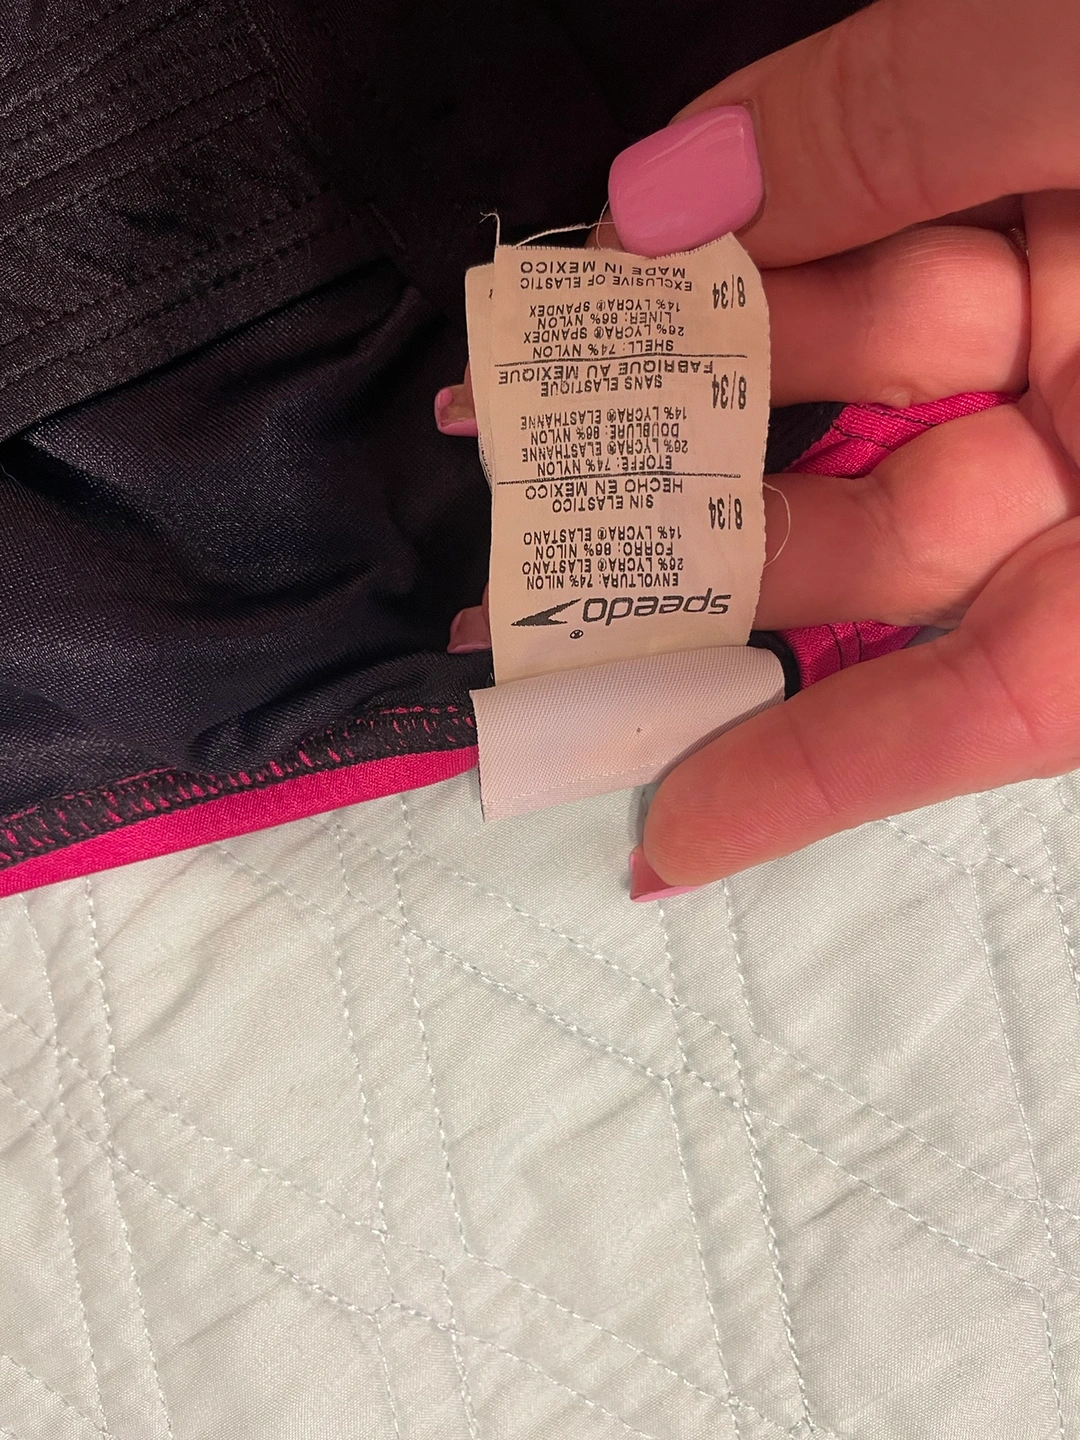 speedo®
ENVOLTURA: 74% NILON
26% LYCRA® ELASTANO
FORRO: 86% NILON
14% LYCRA® ELASTANO
8/34
SIN ELASTICO
HECHO EN MEXICO
ETOFFE: 74% NYLON
26% LYCRA® ELASTHANNE
DOUBLURE: 86% NYLON
14% LYCRA® ELASTHANNE
8/34
SANS ELASTIQUE
FABRIQUE AU MEXIQUE
SHELL: 74% NYLON
26% LYCRA® SPANDEX
LINER: 86% NYLON
14% LYCRA® SPANDEX
8/34
EXCLUSIVE OF ELASTIC
MADE IN MEXICO